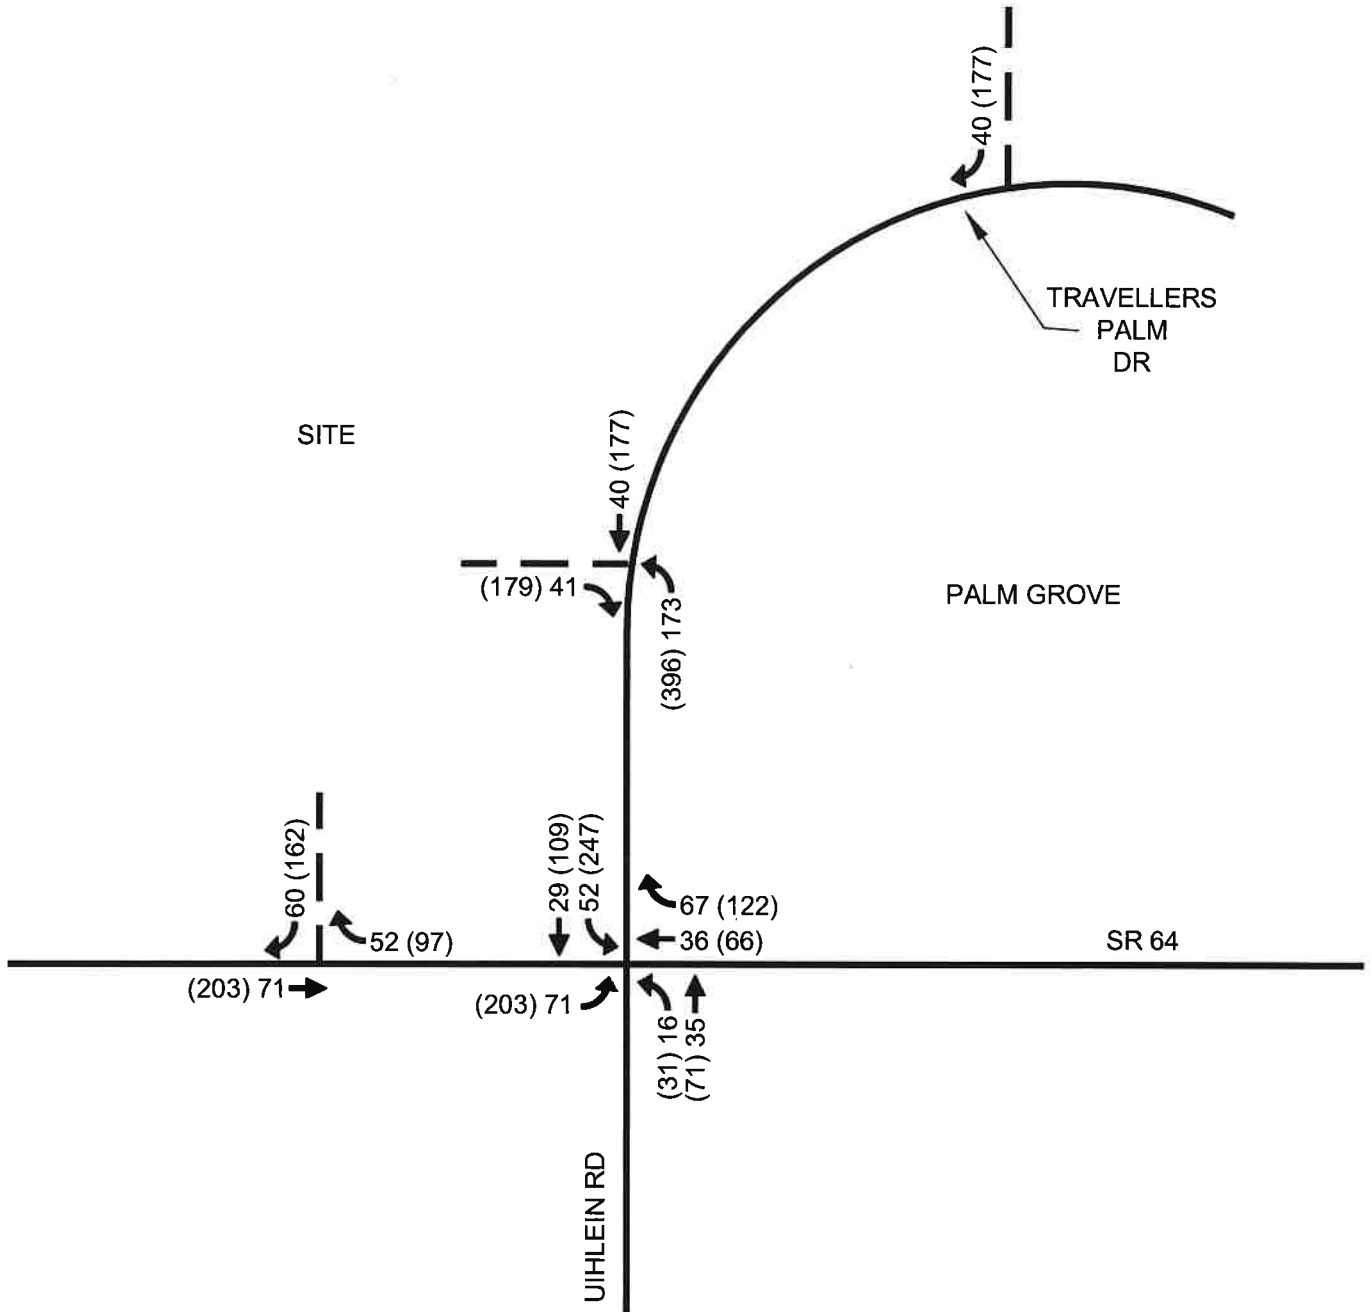 40 (177)
TRAVELLERS
PALM
DR
SITE
40 (177)
(179) 41
(396) 173
PALM GROVE
60 (162)
52 (97)
29 (109)
52 (247)
67 (122)
36 (66)
SR 64
(203) 71
(203) 71
(31) 16
(71) 35
UIHLEIN RD